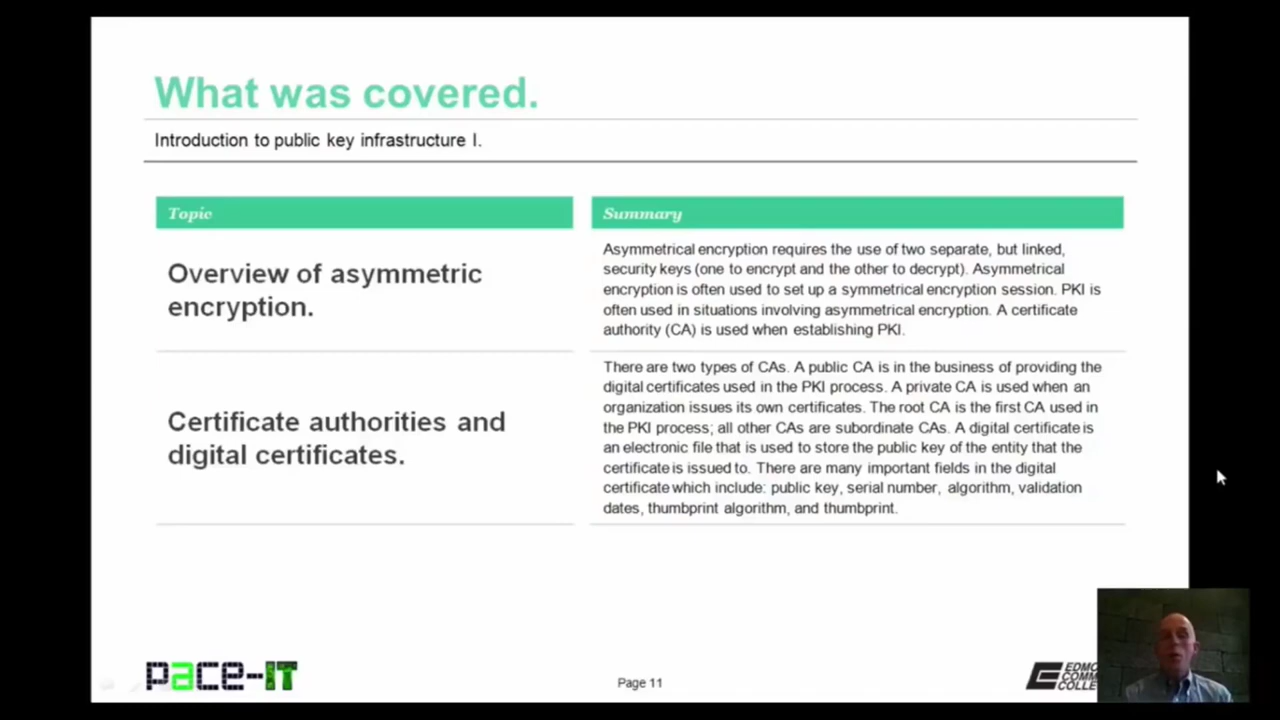 What was covered.
Introduction to public key infrastructure I.
Topic
Summary
Overview of asymmetric
encryption.
Asymmetrical encryption requires the use of two separate, but linked,
security keys (one to encrypt and the other to decrypt). Asymmetrical
encryption is often used to set up a symmetrical encryption session. PKI is
often used in situations involving asymmetrical encryption. A certificate
authority (CA) is used when establishing PKI.
Certificate authorities and
digital certificates.
There are two types of CAs. A public CA is in the business of providing the
digital certificates used in the PKI process. A private CA is used when an
organization issues its own certificates. The root CA is the first CA used in
the PKI process; all other CAs are subordinate CAs. A digital certificate is
an electronic file that is used to store the public key of the entity that the
certificate is issued to. There are many important fields in the digital
certificate which include: public key, serial number, algorithm, validation
dates, thumbprint algorithm, and thumbprint.
pace-IT
Page 11